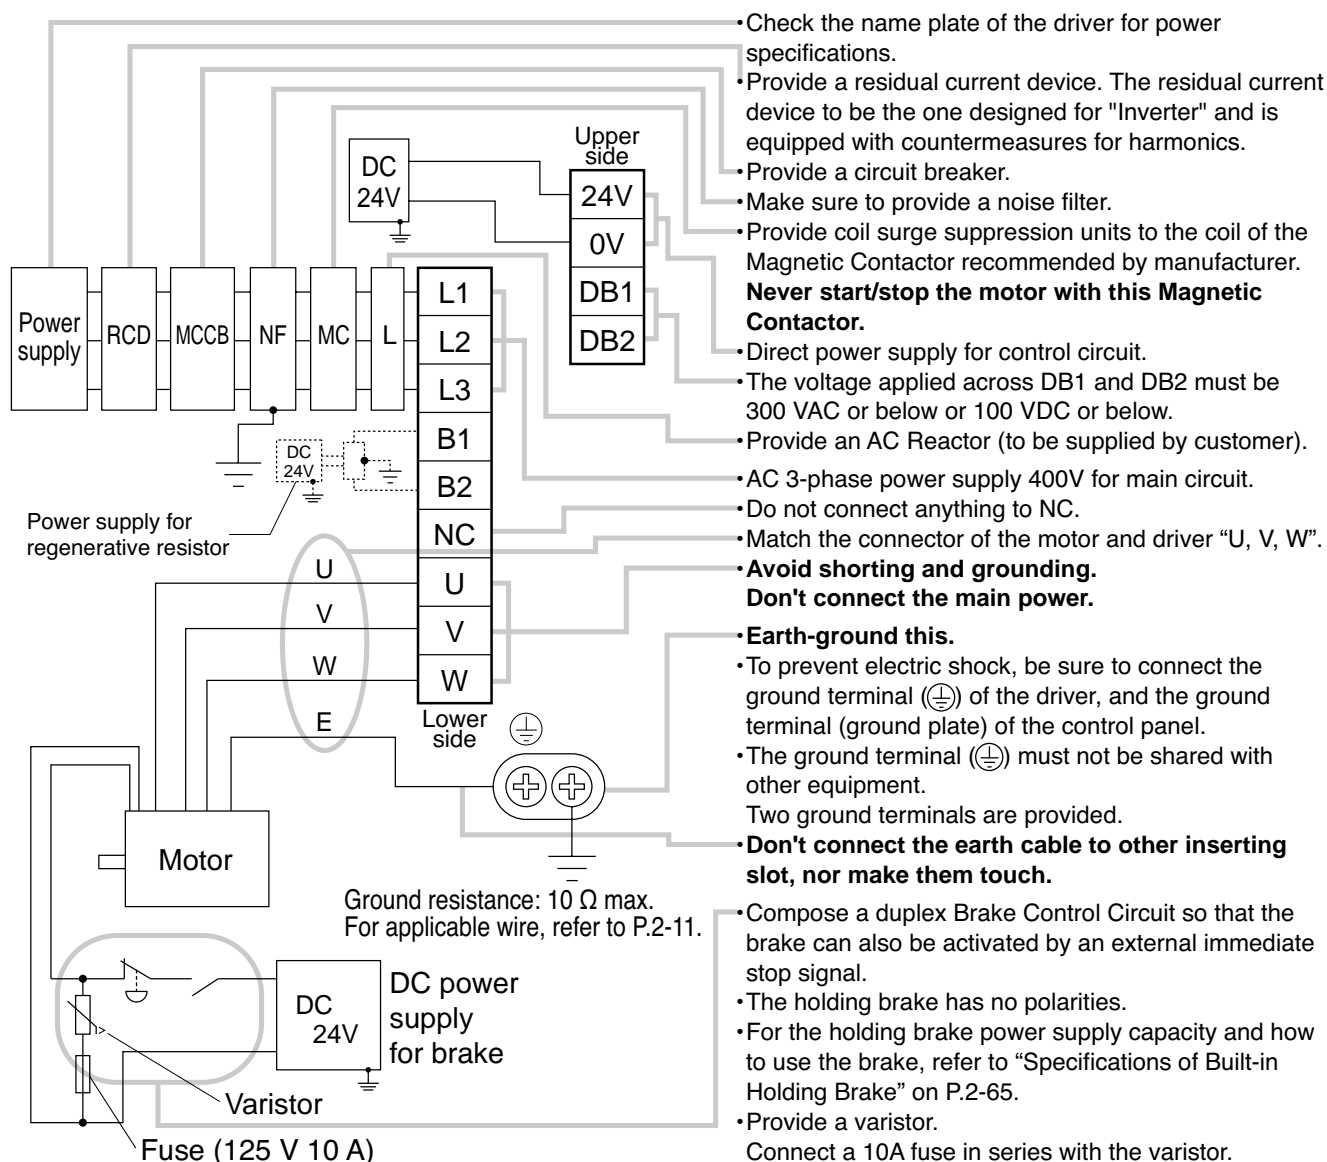 ·Check the name plate of the driver for power
specifications.
·Provide a residual current device. The residual current
device to be the one designed for "Inverter" and is
equipped with countermeasures for harmonics.
·Provide a circuit breaker.
·Make sure to provide a noise filter.
·Provide coil surge suppression units to the coil of the
Magnetic Contactor recommended by manufacturer.
Never start/stop the motor with this Magnetic
Contactor.
·Direct power supply for control circuit.
·The voltage applied across DB1 and DB2 must be
300 VAC or below or 100 VDC or below.
·Provide an AC Reactor (to be supplied by customer).
·AC 3-phase power supply 400V for main circuit.
·Do not connect anything to NC.
·Match the connector of the motor and driver “U, V, W”.
·Avoid shorting and grounding.
Don't connect the main power.
·Earth-ground this.
·To prevent electric shock, be sure to connect the
ground terminal (⏚) of the driver, and the ground
terminal (ground plate) of the control panel.
·The ground terminal (⏚) must not be shared with
other equipment.
Two ground terminals are provided.
·Don't connect the earth cable to other inserting
slot, nor make them touch.
·Compose a duplex Brake Control Circuit so that the
brake can also be activated by an external immediate
stop signal.
·The holding brake has no polarities.
·For the holding brake power supply capacity and how
to use the brake, refer to “Specifications of Built-in
Holding Brake” on P.2-65.
·Provide a varistor.
Connect a 10A fuse in series with the varistor.
Upper
side
DC
24V
24V
0V
DB1
DB2
Power
supply
RCD
MCCB
NF
MC
L
L1
L2
L3
B1
B2
NC
U
V
W
Lower
side
DC
24V
Power supply for
regenerative resistor
U
V
W
E
Motor
Ground resistance: 10 Ω max.
For applicable wire, refer to P.2-11.
DC
24V
DC power
supply
for brake
Varistor
Fuse (125 V 10 A)